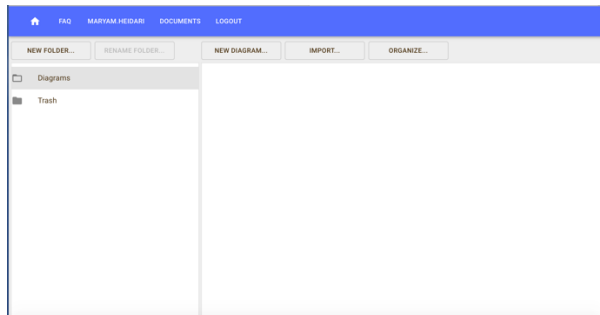 FAQ MARYAM.HEIDARI DOCUMENTS LOGOUT
NEW FOLDER... RENAME FOLDER... NEW DIAGRAM... IMPORT... ORGANIZE...
Diagrams
Trash